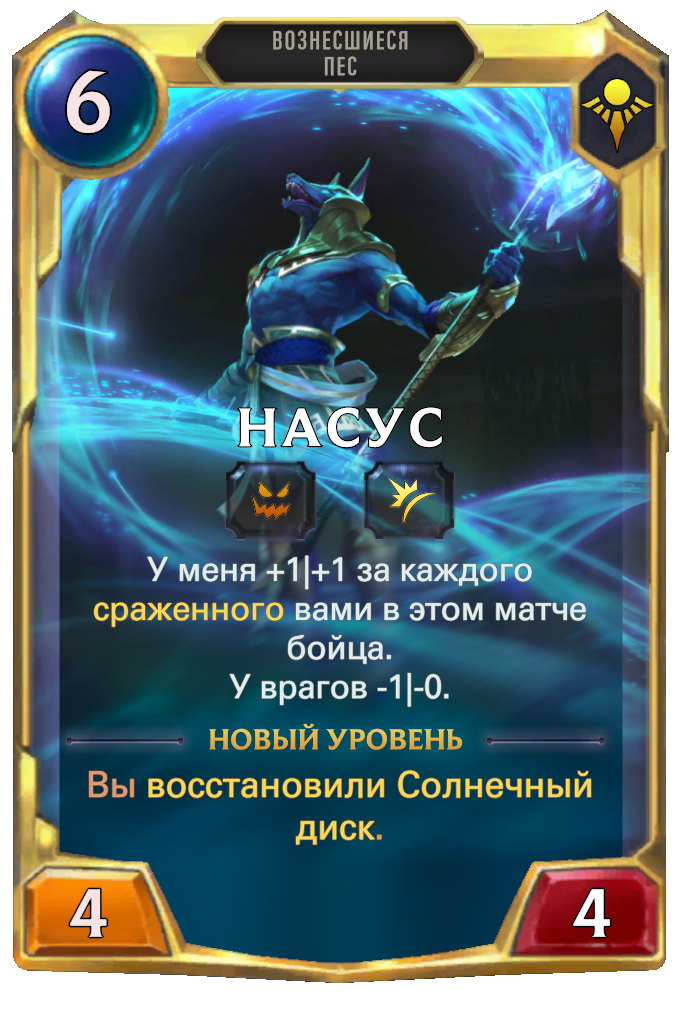 ВОЗНЕСШИЕСЯ
ПЕС
6
НАСУС
У меня +1|+1 за каждого
сраженного вами в этом матче
бойца.
У врагов -1|-0.
НОВЫЙ УРОВЕНЬ
Вы восстановили Солнечный
диск.
4
4